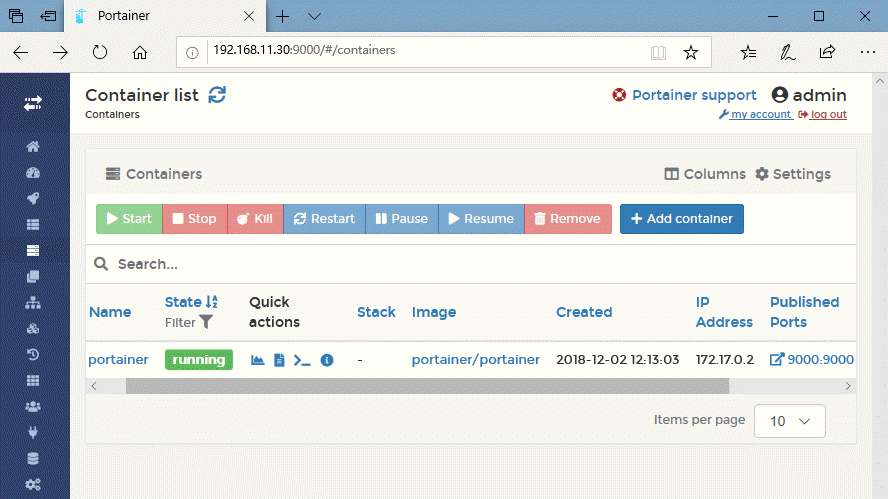 Portainer
192.168.11.30:9000/#/containers
Container list
Portainer support
admin
Containers
my account
log out
Containers
Columns
Settings
Start
Stop
Kill
Restart
Pause
Resume
Remove
Add container
Search...
Name
State
Filter
Quick
actions
Stack
Image
Created
IP
Address
Published
Ports
portainer
running
-
portainer/portainer
2018-12-02 12:13:03
172.17.0.2
9000:9000
Items per page
10